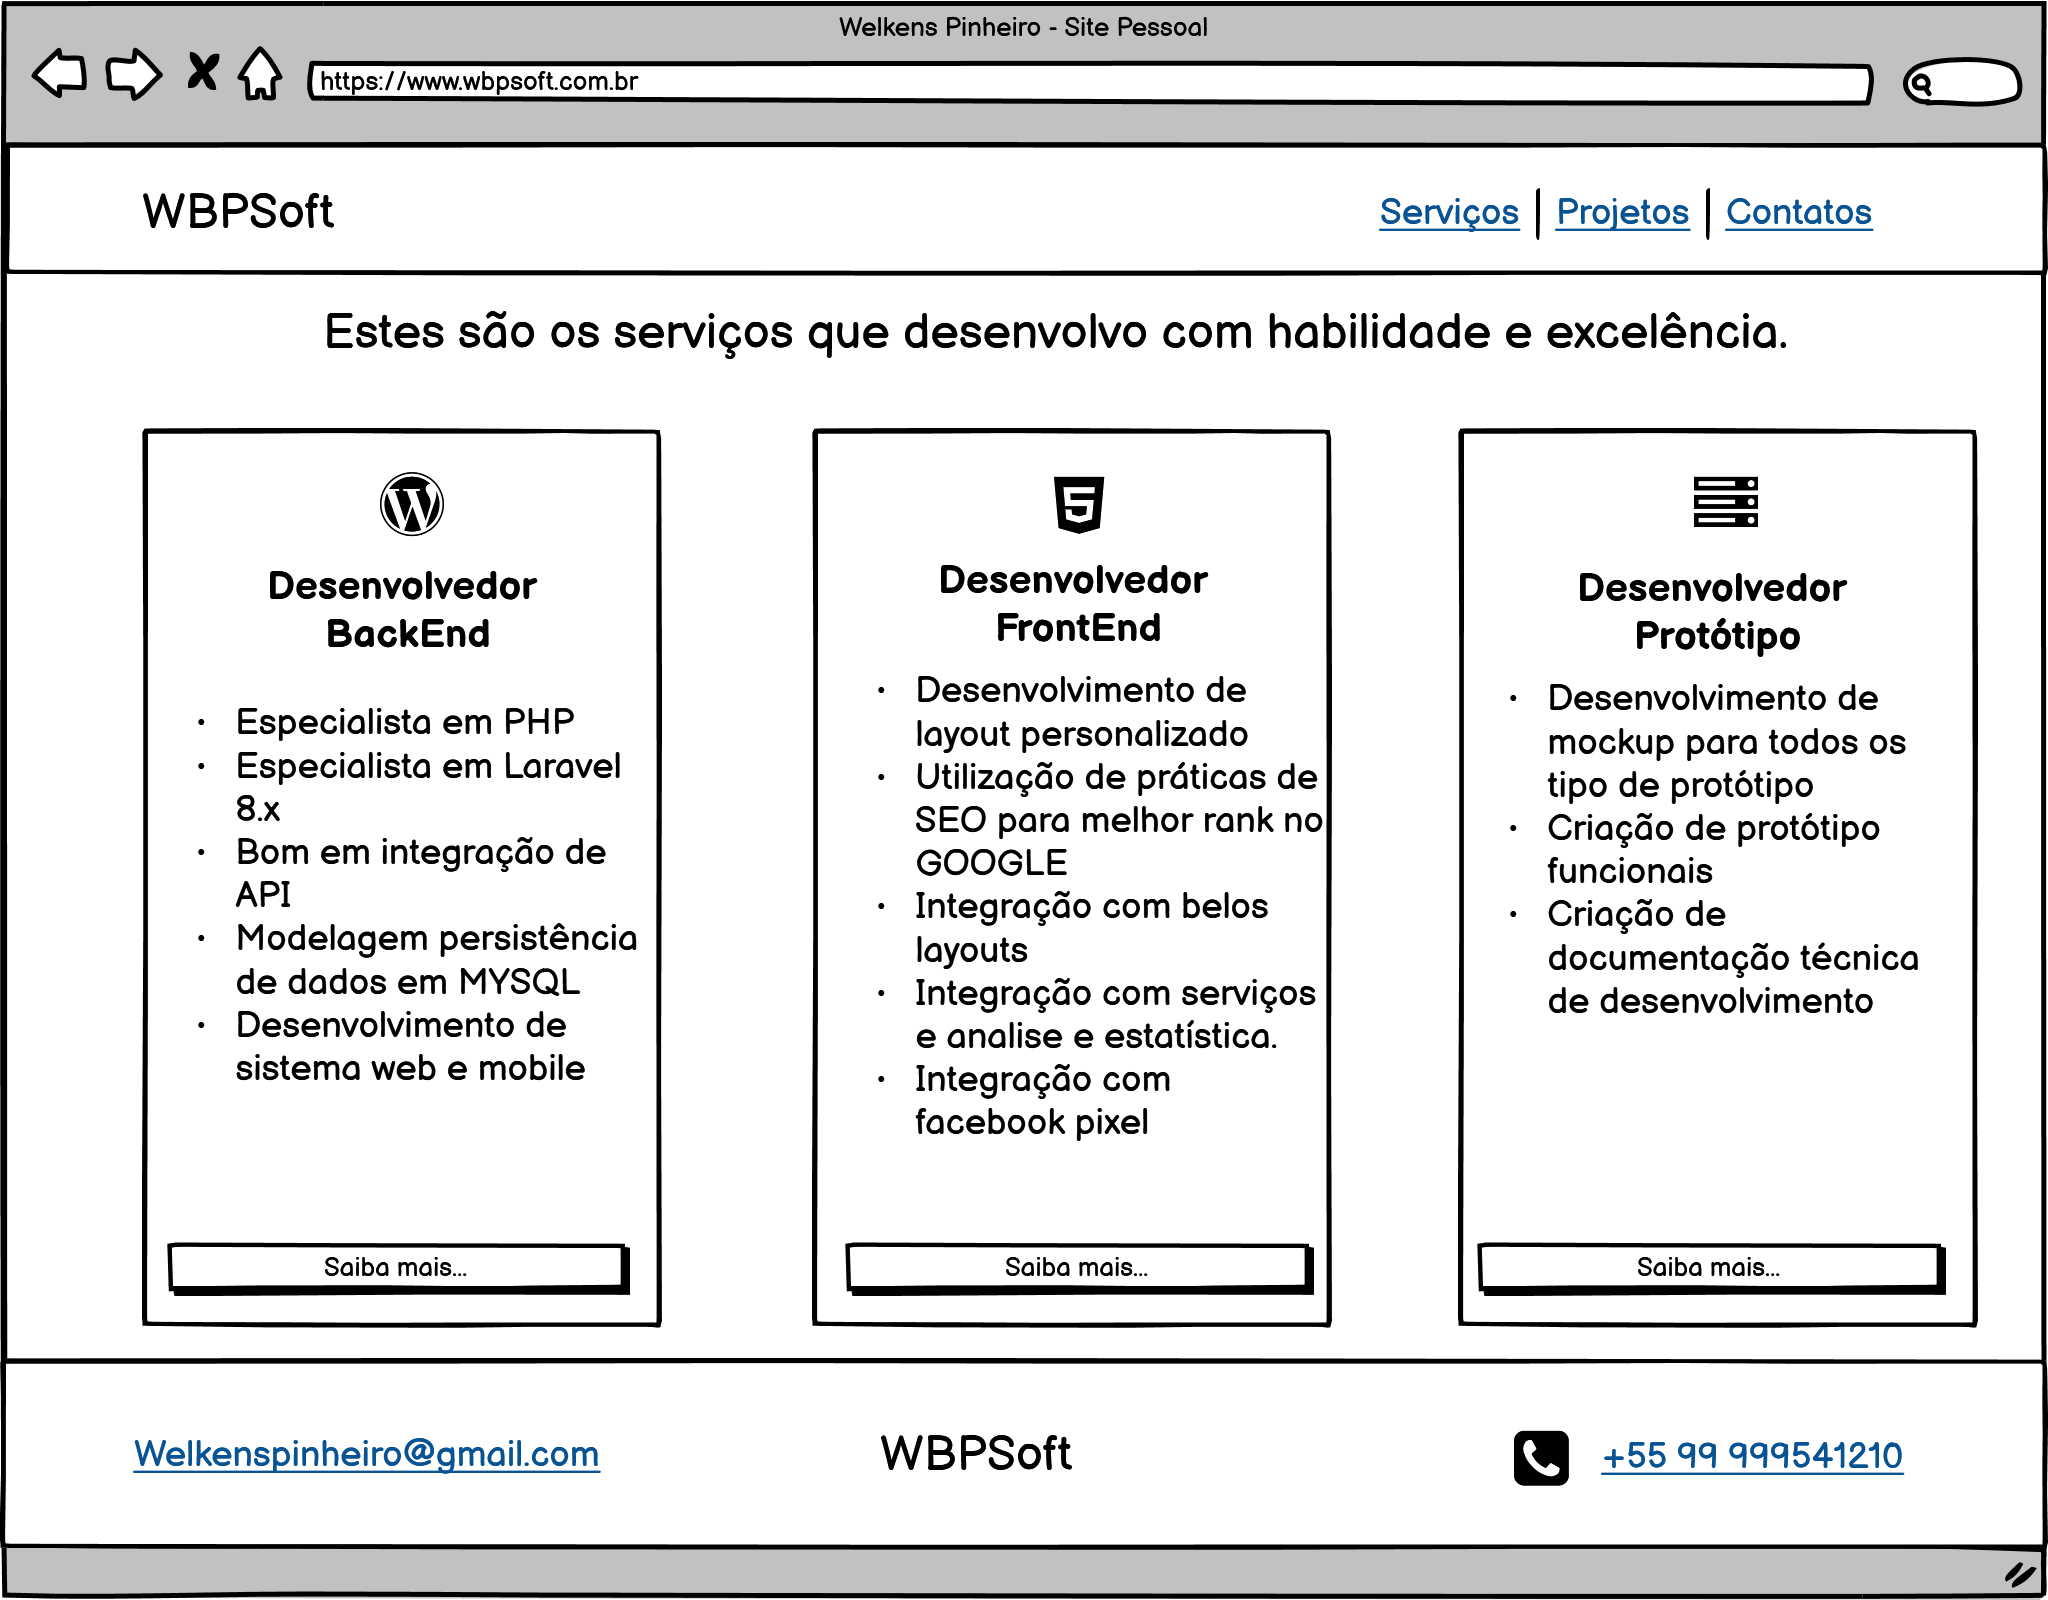 Welkens Pinheiro - Site Pessoal
https://www.wbpsoft.com.br
WBPSoft
Serviços | Projetos | Contatos
Estes são os serviços que desenvolvo com habilidade e excelência.
Desenvolvedor
BackEnd
• Especialista em PHP
• Especialista em Laravel
8.x
• Bom em integração de
API
• Modelagem persistência
de dados em MYSQL
• Desenvolvimento de
sistema web e mobile
Saiba mais...
Desenvolvedor
FrontEnd
• Desenvolvimento de
layout personalizado
• Utilização de práticas de
SEO para melhor rank no
GOOGLE
• Integração com belos
layouts
• Integração com serviços
e analise e estatística.
• Integração com
facebook pixel
Saiba mais...
Desenvolvedor
Protótipo
• Desenvolvimento de
mockup para todos os
tipo de protótipo
• Criação de protótipo
funcionais
• Criação de
documentação técnica
de desenvolvimento
Saiba mais...
Welkenspinheiro@gmail.com
WBPSoft
+55 99 999541210